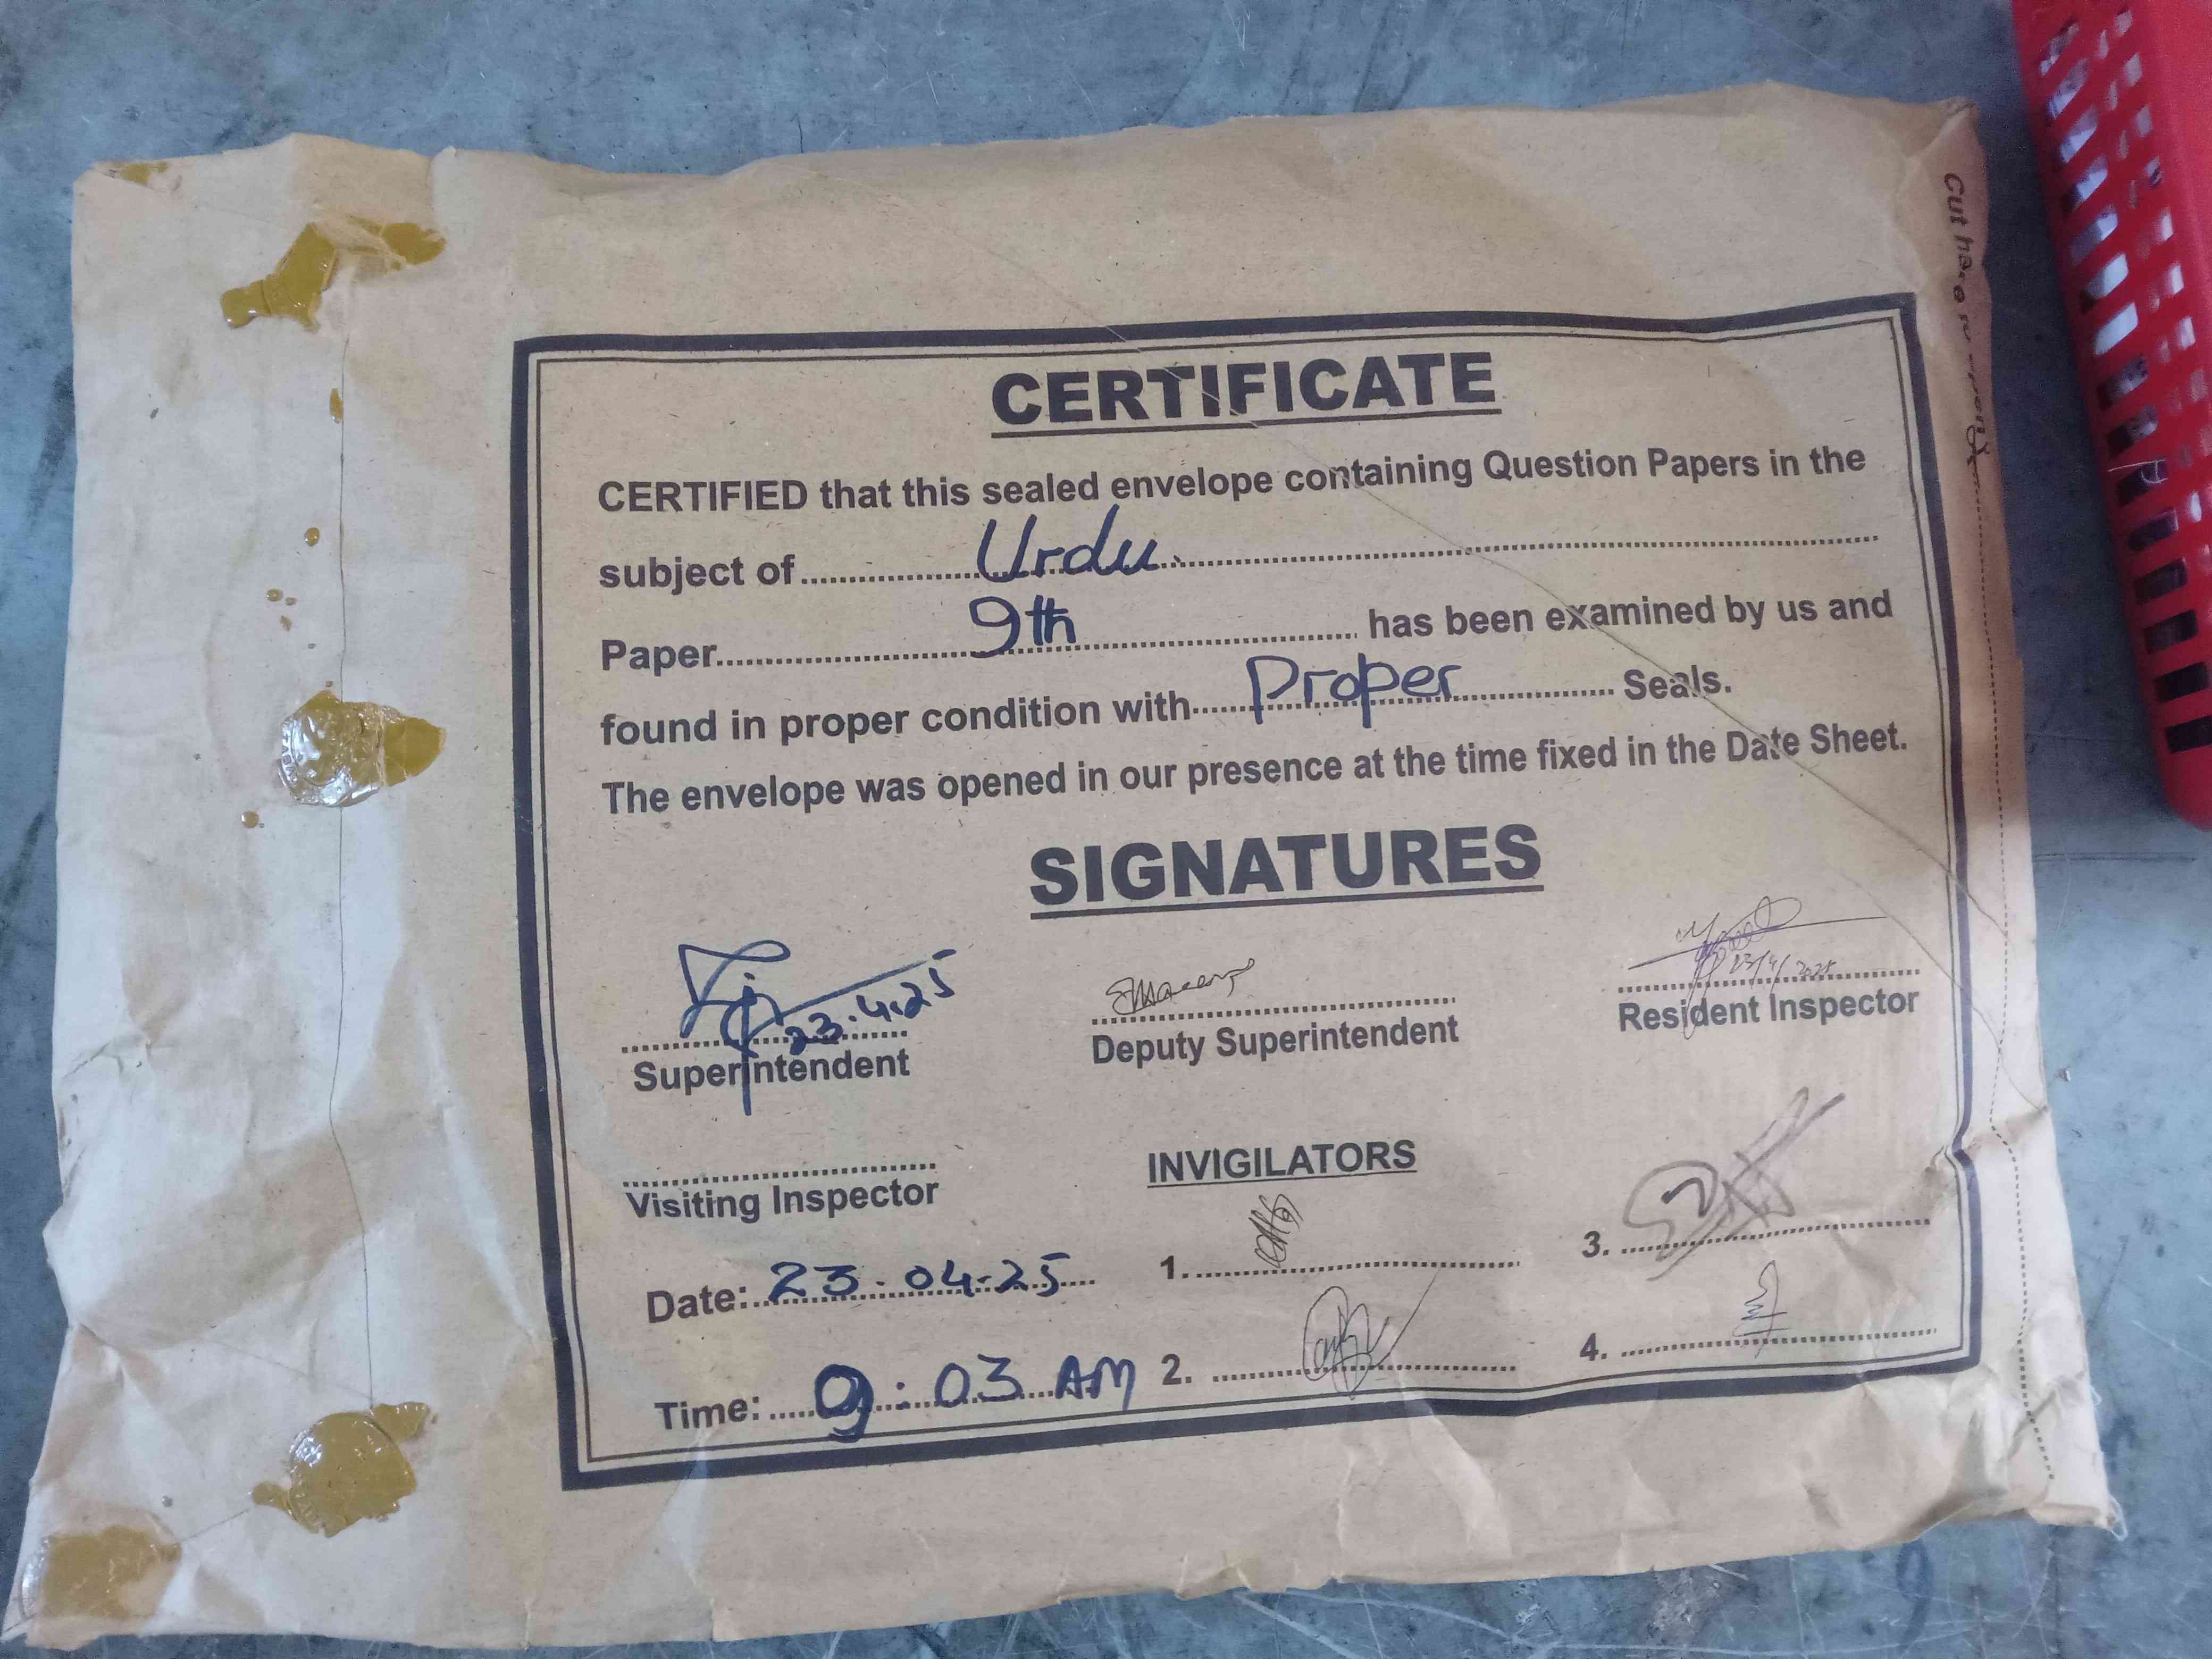 Cut here
CERTIFICATE
CERTIFIED that this sealed envelope containing Question Papers in the
subject of Urdu
Paper 9th has been examined by us and
found in proper condition with Proper Seals.
The envelope was opened in our presence at the time fixed in the Date Sheet.
SIGNATURES
23.4.25
23/4/2025
Superintendent
Deputy Superintendent
Resident Inspector
Visiting Inspector
INVIGILATORS
1.
3.
Date: 23.04.25
2.
4.
Time: 9:03 AM